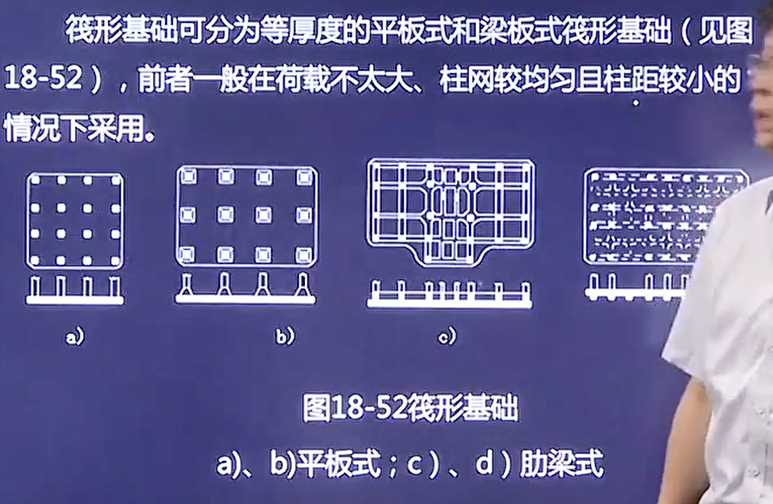 筏形基础可分为等厚度的平板式和梁板式筏形基础（见图
18-52），前者一般在荷载不太大、柱网较均匀且柱距较小的
情况下采用。
a)
b)
c)
图18-52筏形基础
a)、b)平板式；c）、d）肋梁式